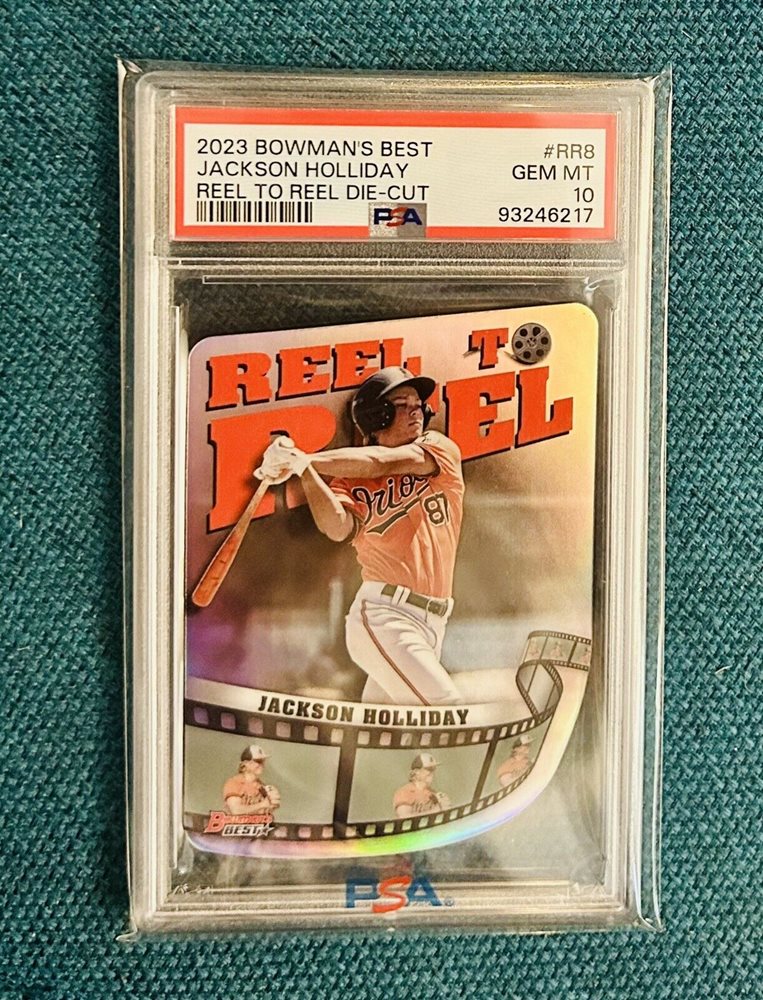 2023 BOWMAN'S BEST #RR8
JACKSON HOLLIDAY GEM MT
REEL TO REEL DIE-CUT 10
PSA 93246217
REEL TO
REEL
Orio
87
JACKSON HOLLIDAY
BOWMAN'S
BEST
PSA